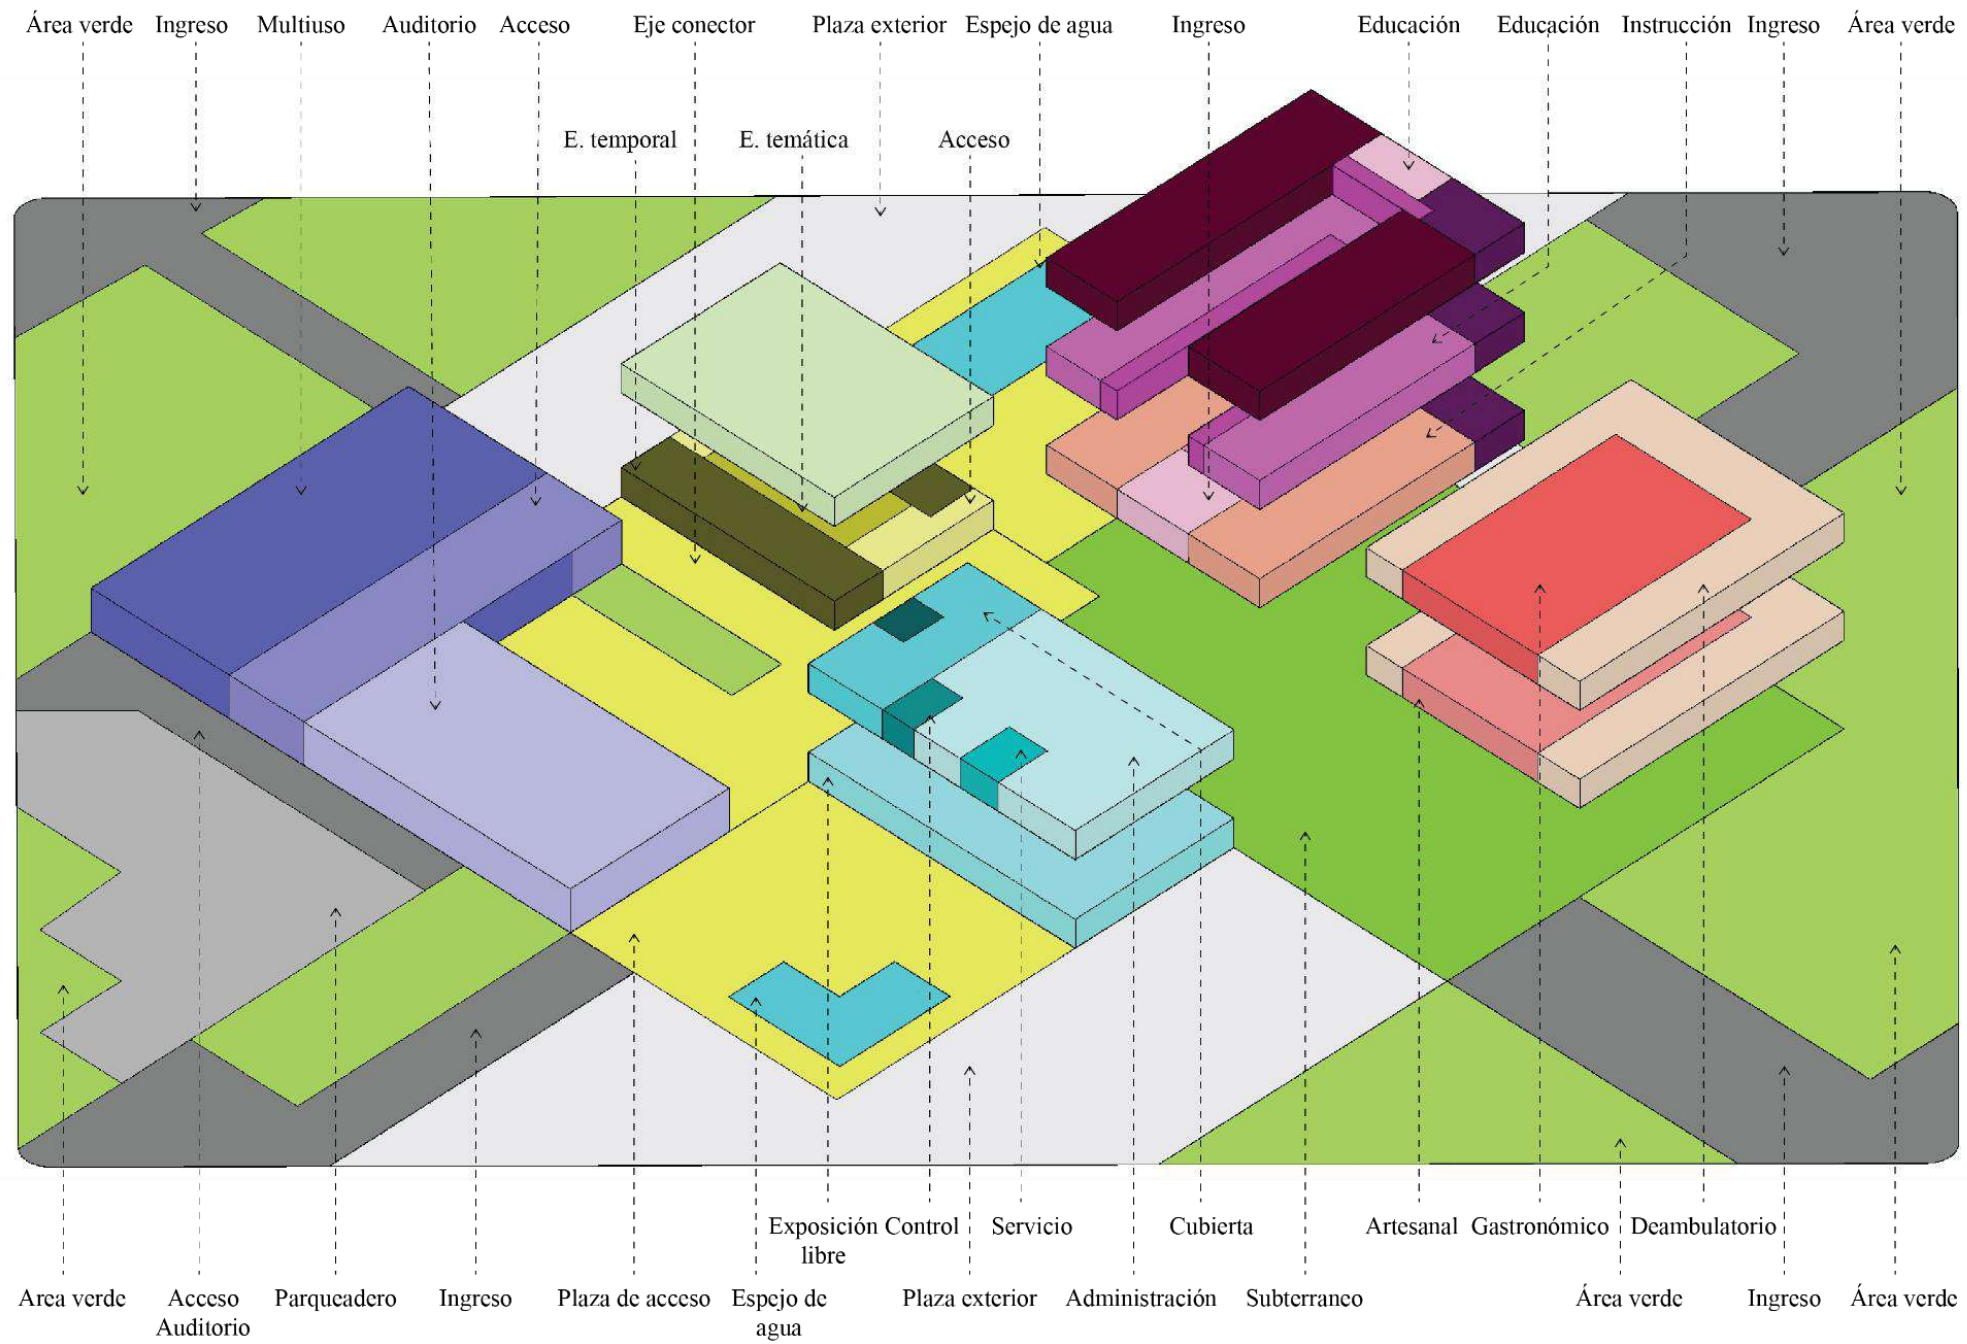 Área verde Ingreso Multiuso Auditorio Acceso Eje conector Plaza exterior Espejo de agua Ingreso Educación Educación Instrucción Ingreso Área verde
E. temporal E. temática Acceso
Exposición Control Servicio Cubierta Artesanal Gastronómico Deambulatorio
libre
Area verde Acceso Parqueadero Ingreso Plaza de acceso Espejo de Plaza exterior Administración Subterraneo Área verde Ingreso Área verde
Auditorio agua